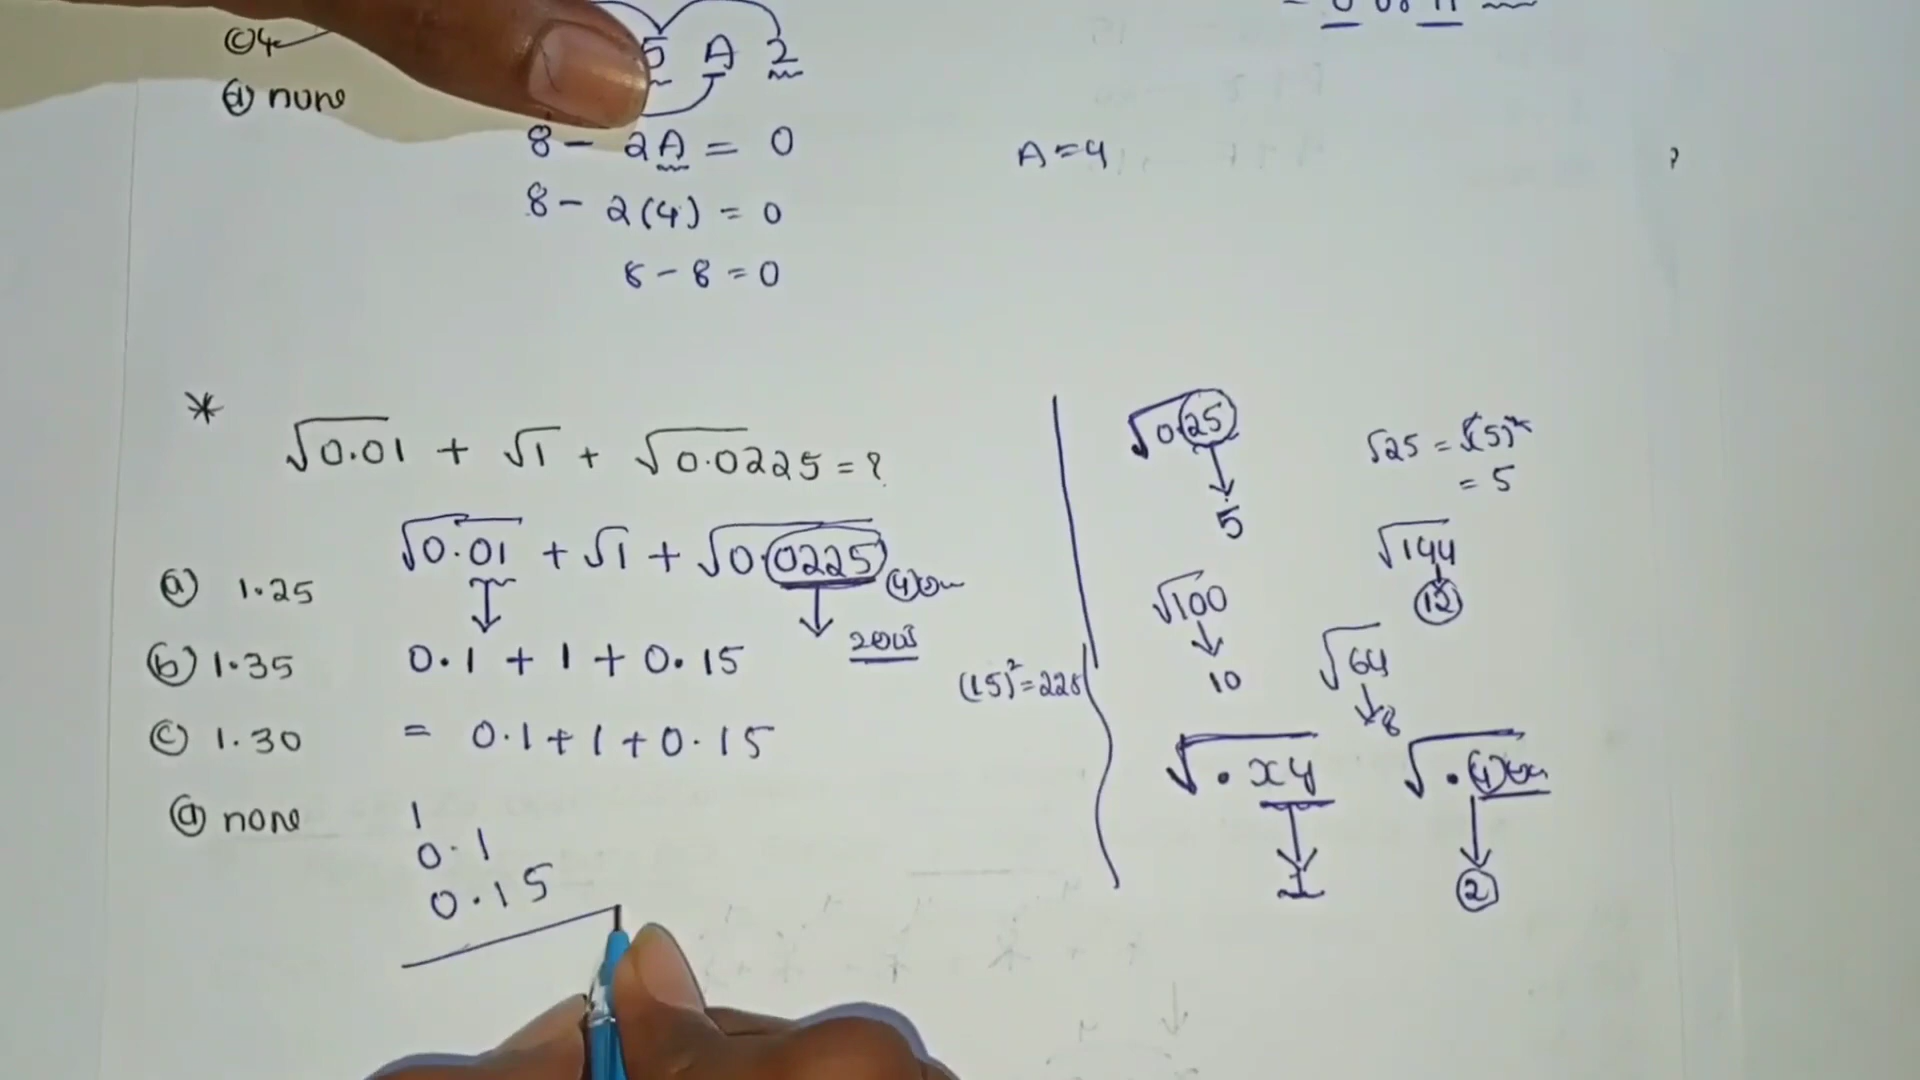 ⓒ 4
ⓓ none
5 A 2
8 - 2A = 0
A = 4
8 - 2(4) = 0
8 - 8 = 0
*
√0.01 + √1 + √0.0225 = ?
√0.01 + √1 + √0.0225
ⓐ 1.25
ⓑ 1.35
0.1 + 1 + 0.15
ⓒ 1.30
= 0.1 + 1 + 0.15
ⓓ none
1
0.1
0.15
(15)² = 225
√0.25
5
√25 = √(5)²
= 5
√100
10
√144
12
√64
8
√.xy
1
√.④
②